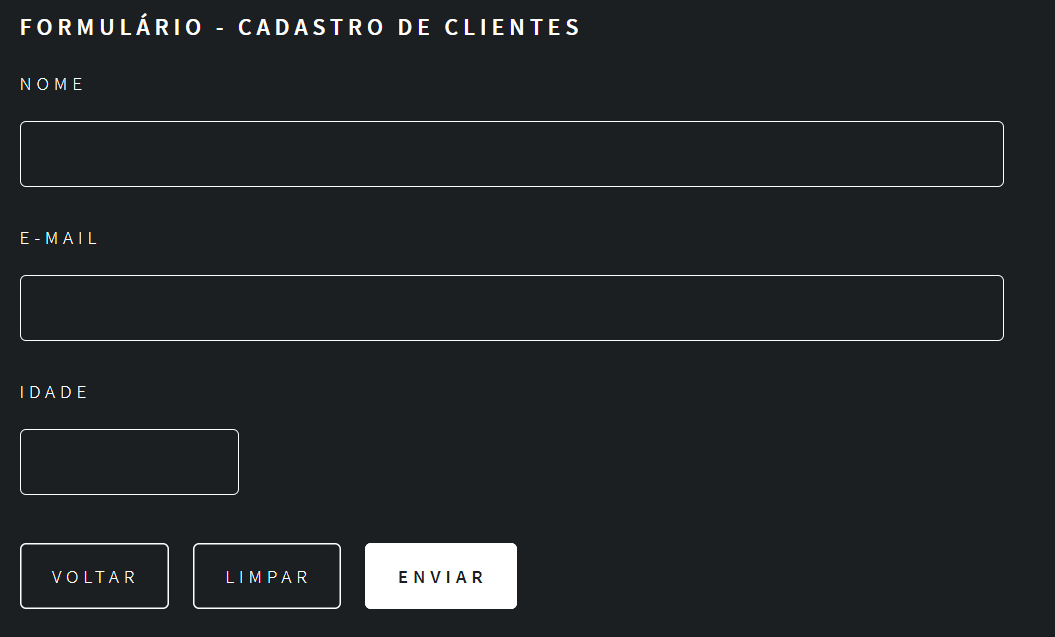 FORMULÁRIO - CADASTRO DE CLIENTES
NOME
E-MAIL
IDADE
VOLTAR LIMPAR ENVIAR